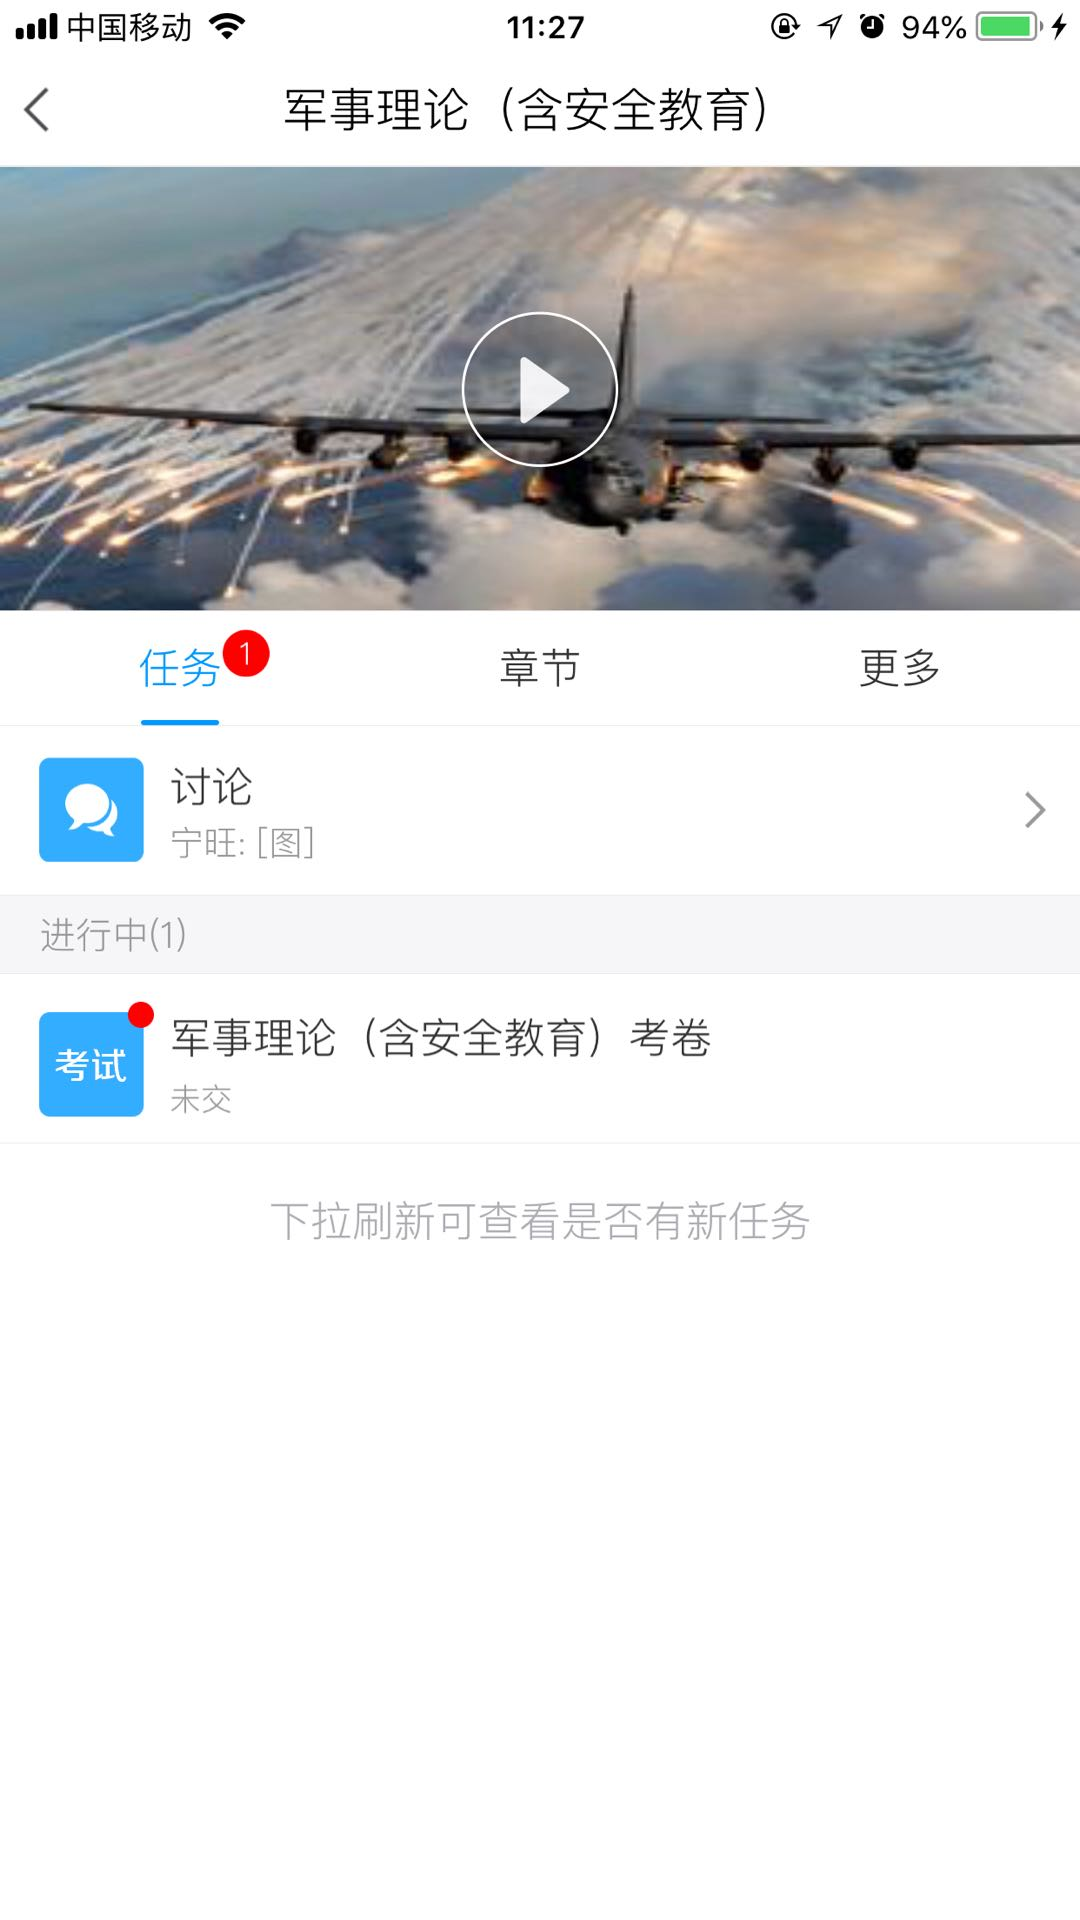 中国移动 11:27 94%
军事理论（含安全教育）
任务 1 章节 更多
讨论
宁旺: [图]
进行中(1)
考试
军事理论（含安全教育）考卷
未交
下拉刷新可查看是否有新任务